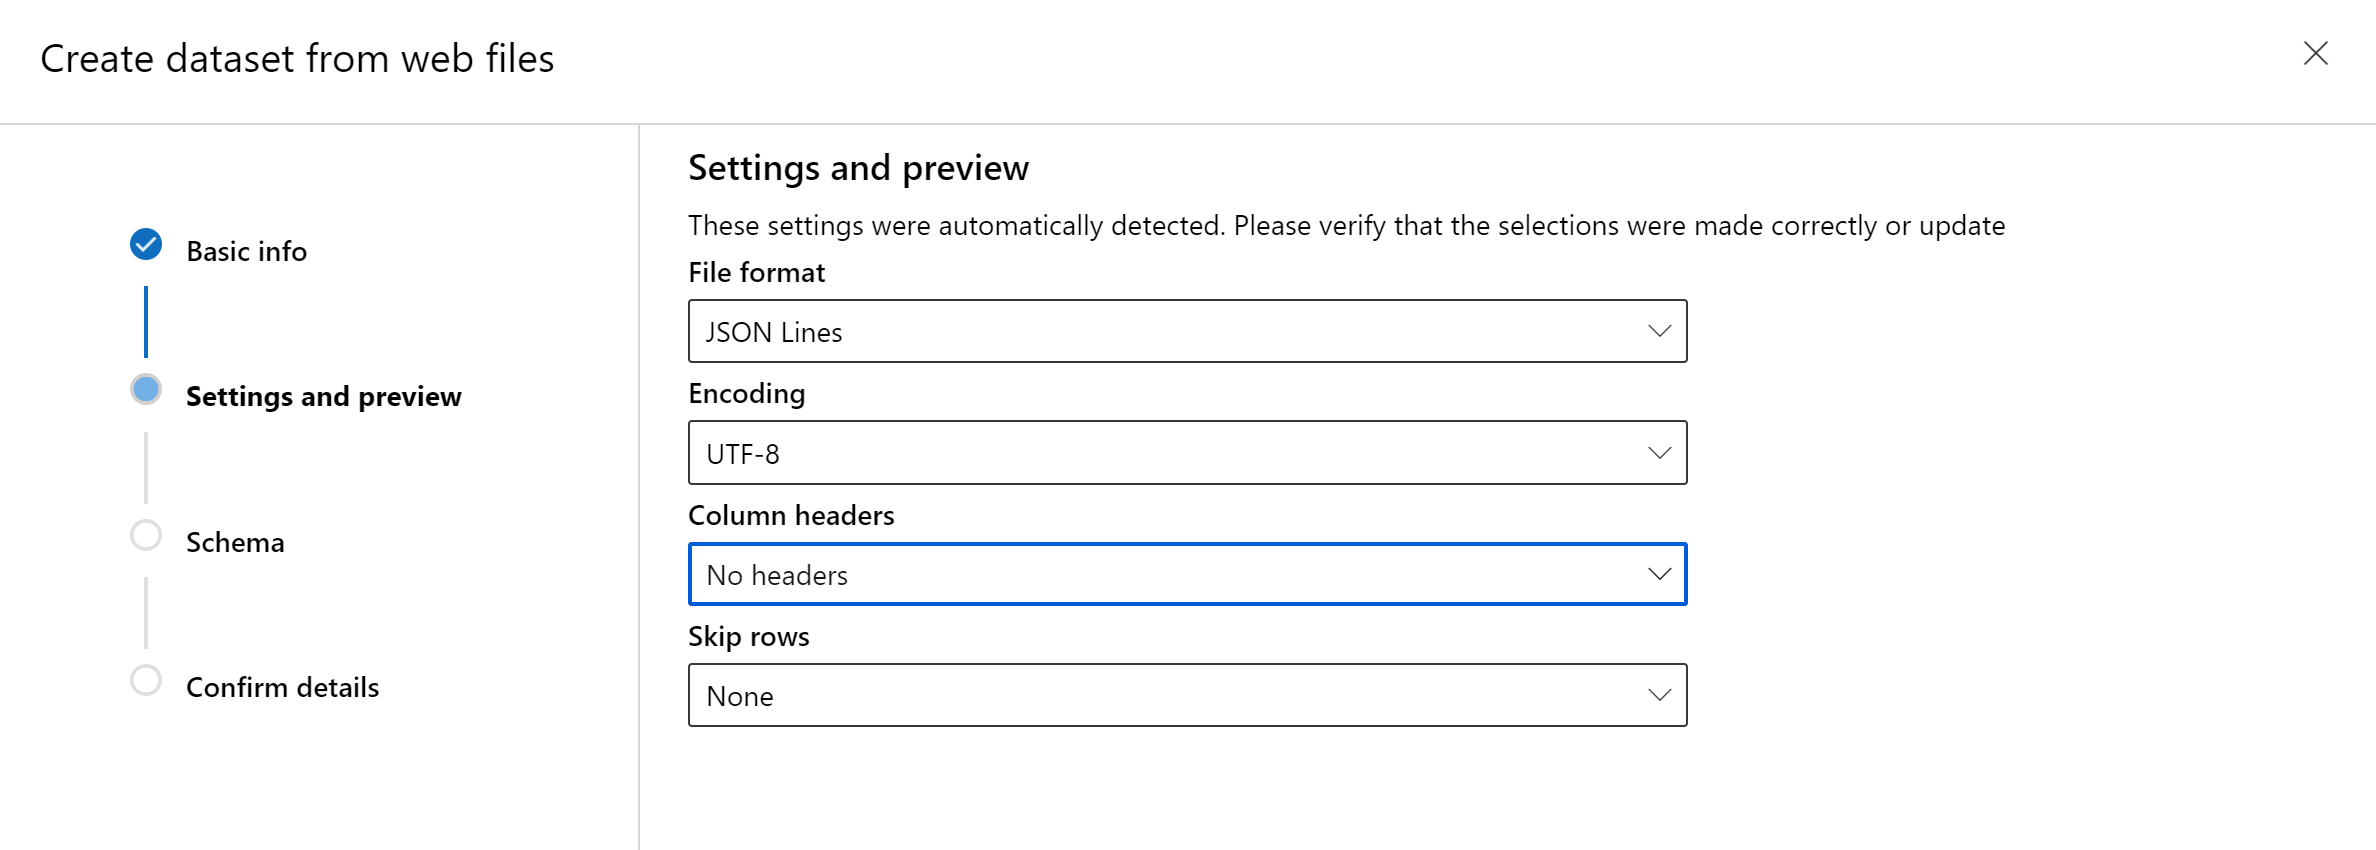 Create dataset from web files
Basic info
Settings and preview
Schema
Confirm details
Settings and preview
These settings were automatically detected. Please verify that the selections were made correctly or update
File format
JSON Lines
Encoding
UTF-8
Column headers
No headers
Skip rows
None